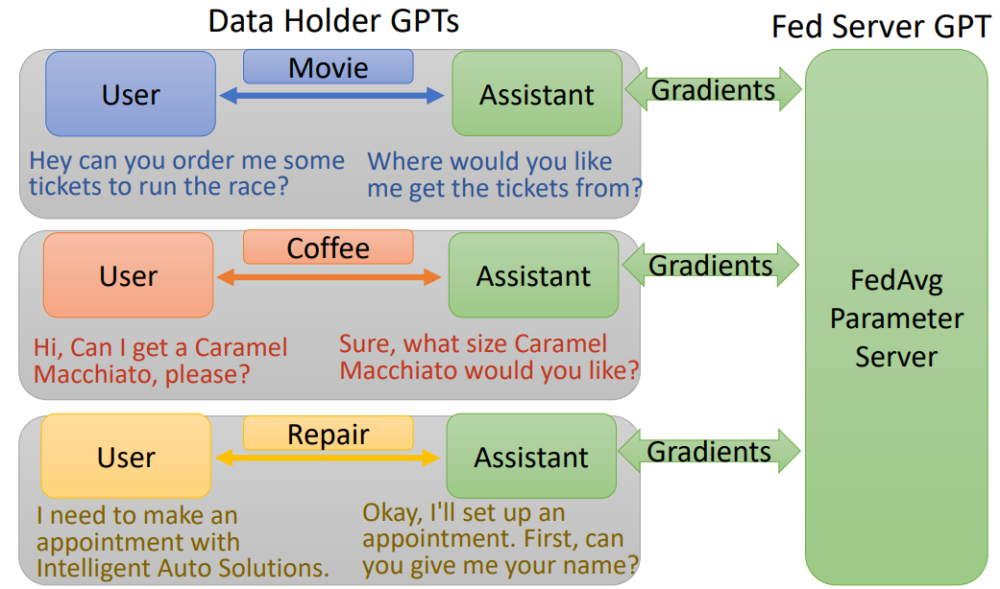 Data Holder GPTs
Fed Server GPT
User
Movie
Assistant
Gradients
Hey can you order me some
tickets to run the race?
Where would you like
me get the tickets from?
User
Coffee
Assistant
Gradients
Hi, Can I get a Caramel
Macchiato, please?
Sure, what size Caramel
Macchiato would you like?
User
Repair
Assistant
Gradients
I need to make an
appointment with
Intelligent Auto Solutions.
Okay, I'll set up an
appointment. First, can
you give me your name?
FedAvg
Parameter
Server